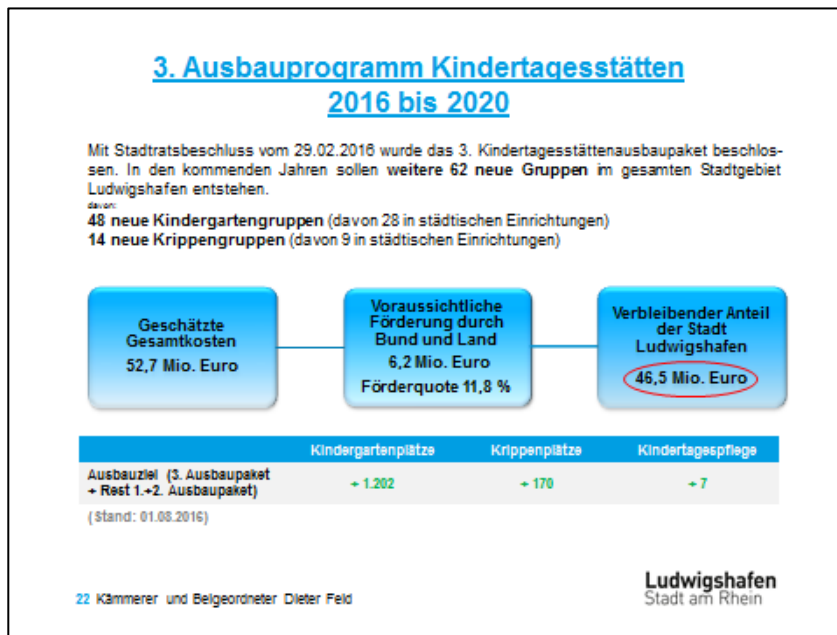 3. Ausbauprogramm Kindertagesstätten
2016 bis 2020
Mit Stadtratsbeschluss vom 29.02.2016 wurde das 3. Kindertagesstättenausbaupaket beschlos-
sen. In den kommenden Jahren sollen weitere 62 neue Gruppen im gesamten Stadtgebiet
Ludwigshafen entstehen.
davon:
48 neue Kindergartengruppen (davon 28 in städtischen Einrichtungen)
14 neue Krippengruppen (davon 9 in städtischen Einrichtungen)
Geschätzte
Gesamtkosten
52,7 Mio. Euro
Voraussichtliche
Förderung durch
Bund und Land
6,2 Mio. Euro
Förderquote 11,8 %
Verbleibender Anteil
der Stadt
Ludwigshafen
46,5 Mio. Euro
Kindergartenplätze Krippenplätze Kindertagespflege
Ausbauziel (3. Ausbaupaket
+ Rest 1.+2. Ausbaupaket) + 1.202 + 170 + 7
(Stand: 01.08.2016)
22 Kämmerer und Beigeordneter Dieter Feld
Ludwigshafen
Stadt am Rhein